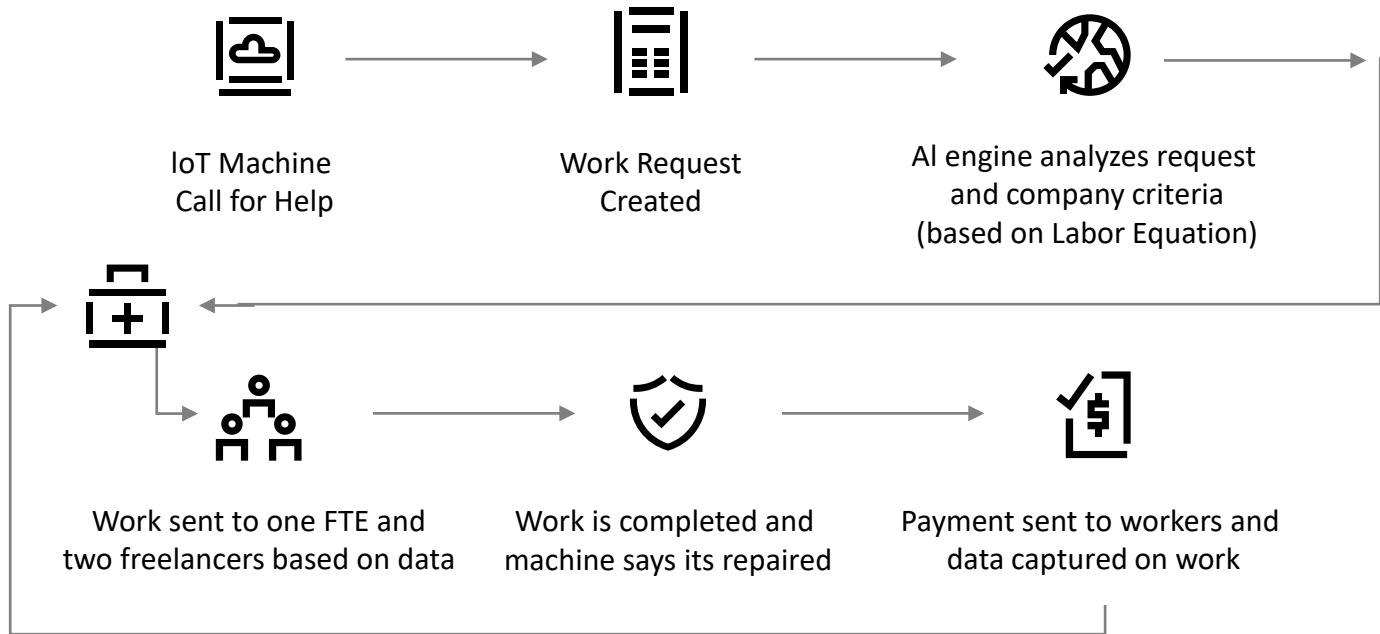 IoT Machine
Call for Help
Work Request
Created
AI engine analyzes request
and company criteria
(based on Labor Equation)
Work sent to one FTE and
two freelancers based on data
Work is completed and
machine says its repaired
$
Payment sent to workers and
data captured on work